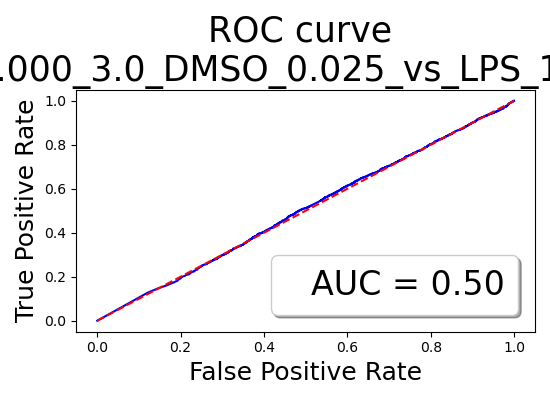 ROC curve
.000_3.0_DMSO_0.025_vs_LPS_1
True Positive Rate
1.0
0.8
0.6
0.4
0.2
0.0
AUC = 0.50
0.0 0.2 0.4 0.6 0.8 1.0
False Positive Rate